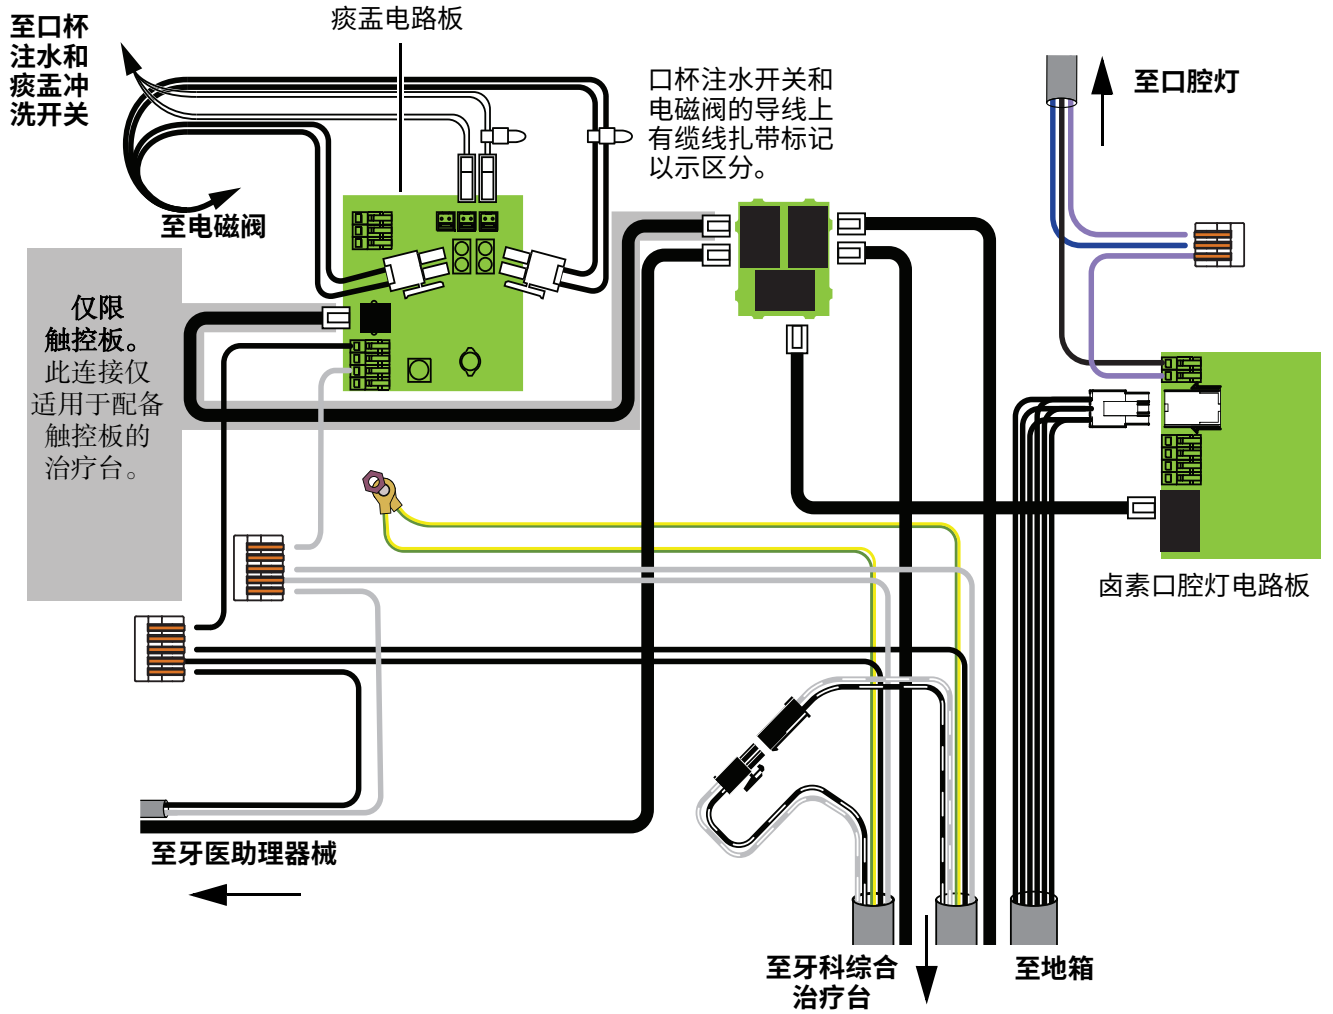 至口杯
注水和
痰盂冲
洗开关
痰盂电路板
口杯注水开关和
电磁阀的导线上
有缆线扎带标记
以示区分。
至口腔灯
至电磁阀
仅限
触控板。
此连接仅
适用于配备
触控板的
治疗台。
卤素口腔灯电路板
至牙医助理器械
至牙科综合
治疗台
至地箱